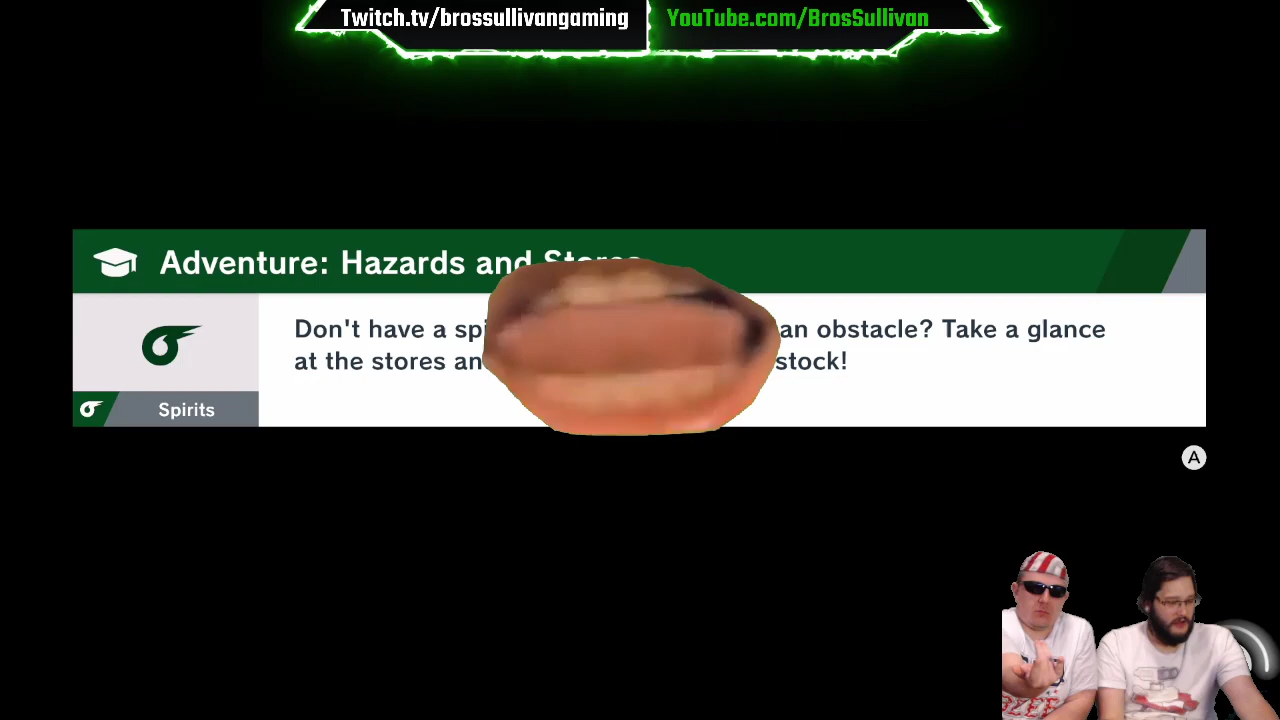 Twitch.tv/brossullivangaming
YouTube.com/BrosSullivan
Adventure: Hazards and Stores
Don't have a spi an obstacle? Take a glance
at the stores an stock!
Spirits
A